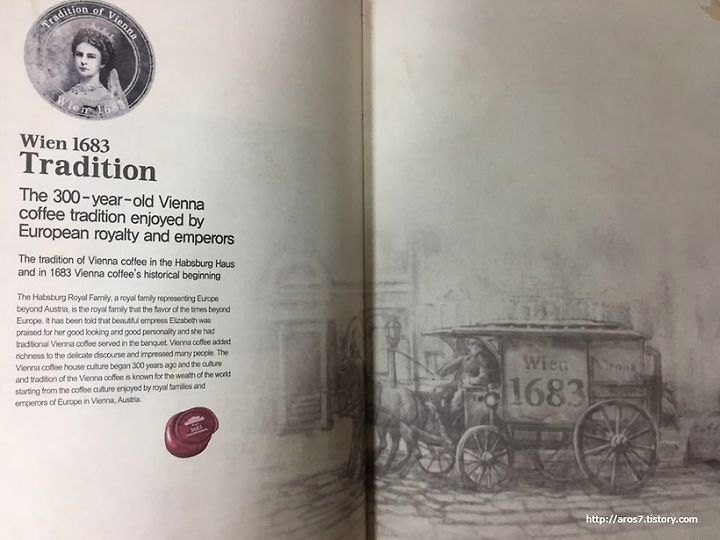 Tradition of Vienna
Wien 1683
Wien 1683
Tradition
The 300-year-old Vienna
coffee tradition enjoyed by
European royalty and emperors
The tradition of Vienna coffee in the Habsburg Haus
and in 1683 Vienna coffee's historical beginning
The Habsburg Royal Family, a royal family representing Europe
beyond Austria, is the royal family that the flavor of the times beyond
Europe. It has been told that beautiful empress Elizabeth was
praised for her good looking and good personality and she had
traditional Vienna coffee served in the banquet. Vienna coffee added
richness to the delicate discourse and impressed many people. The
Vienna coffee house culture began 300 years ago and the culture
and tradition of the Vienna coffee is known for the wealth of the world
starting from the coffee culture enjoyed by royal families and
emperors of Europe in Vienna, Austria.
1683
Wien
1683
Vienna
http://aros7.tistory.com